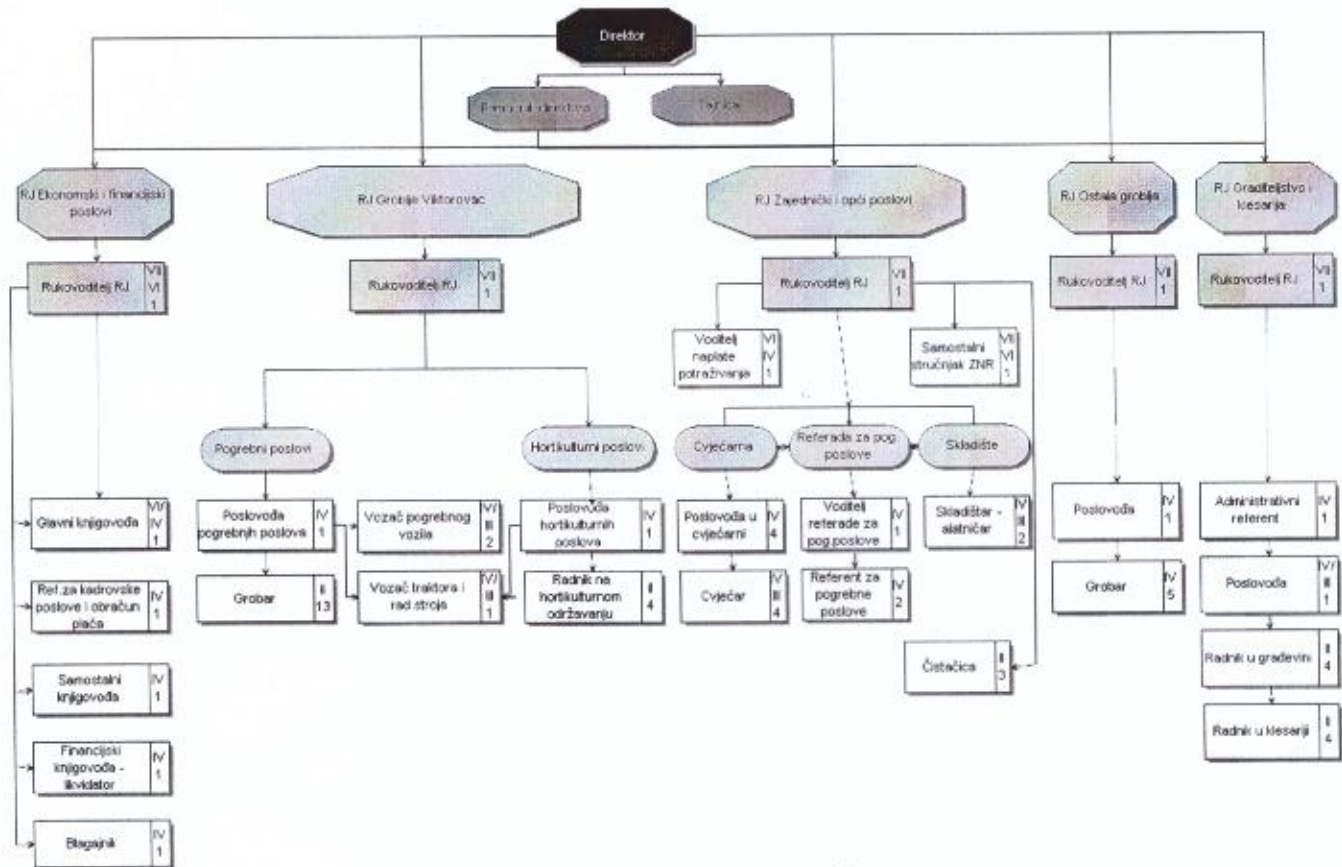 Direktor
Tajnica
RJ Ekonomski i financijski
poslovi
RJ Groblje Viktorovac
RJ Zajednički i opći poslovi
RJ Ostala groblja
RJ Graditeljstvo i
klesarija
Rukovoditelj RJ
VII
VI
1
Rukovoditelj RJ
VII
1
Rukovoditelj RJ
VII
1
Rukovoditelj RJ
VII
1
Rukovoditelj RJ
VII
1
Voditelj
naplate
potraživanja
VI
IV
1
Samostalni
stručnjak ZNR
VII
VI
1
Pogrebni poslovi
Hortikulturni poslovi
Cvjećarna
Referada za pog.
poslove
Skladište
Glavni knjigovođa
VI/
IV
1
Poslovođa
pogrebnjh poslova
IV
1
Vozač pogrebnog
vozila
IV/
III
2
Poslovođa
hortikulturnih
poslova
IV
1
Poslovođa u
cvjećarni
IV
4
Voditelj
referade za
pog.poslove
IV
1
Skladištar -
alatničar
IV
III
2
Poslovođa
IV
1
Administrativni
referent
IV
1
Ref.za kadrovske
poslove i obračun
plaća
IV
1
Grobar
II
13
Vozač traktora i
rad.stroja
IV/
III
1
Radnik na
hortikulturnom
održavanju
II
4
Cvjećar
IV
III
4
Referent za
pogrebne
poslove
IV
2
Grobar
IV
5
Poslovođa
IV/
III
1
Čistačica
II
3
Radnik u građevini
II
4
Samostalni
knjigovođa
IV
1
Radnik u klesariji
II
4
Financijski
knjigovođa -
likvidator
IV
1
Blagajnik
IV
1